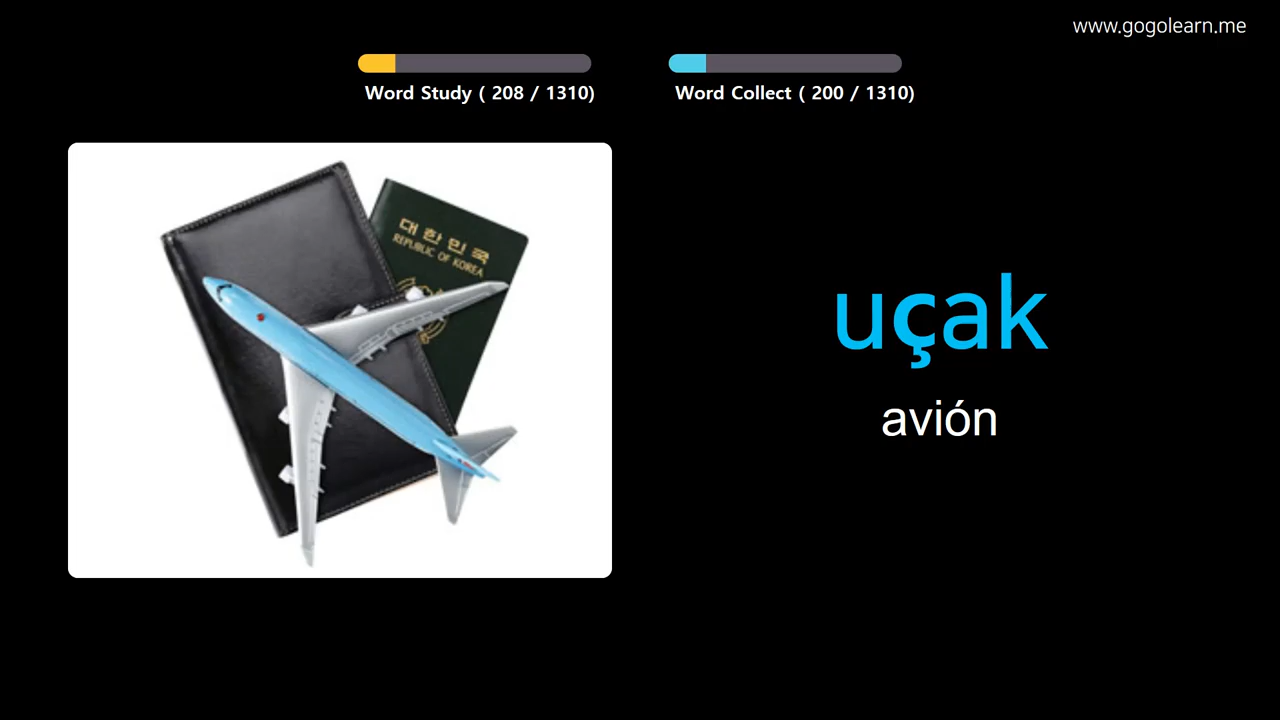 www.gogolearn.me
Word Study ( 208 / 1310)
Word Collect ( 200 / 1310)
대한민국
REPUBLIC OF KOREA
uçak
avión